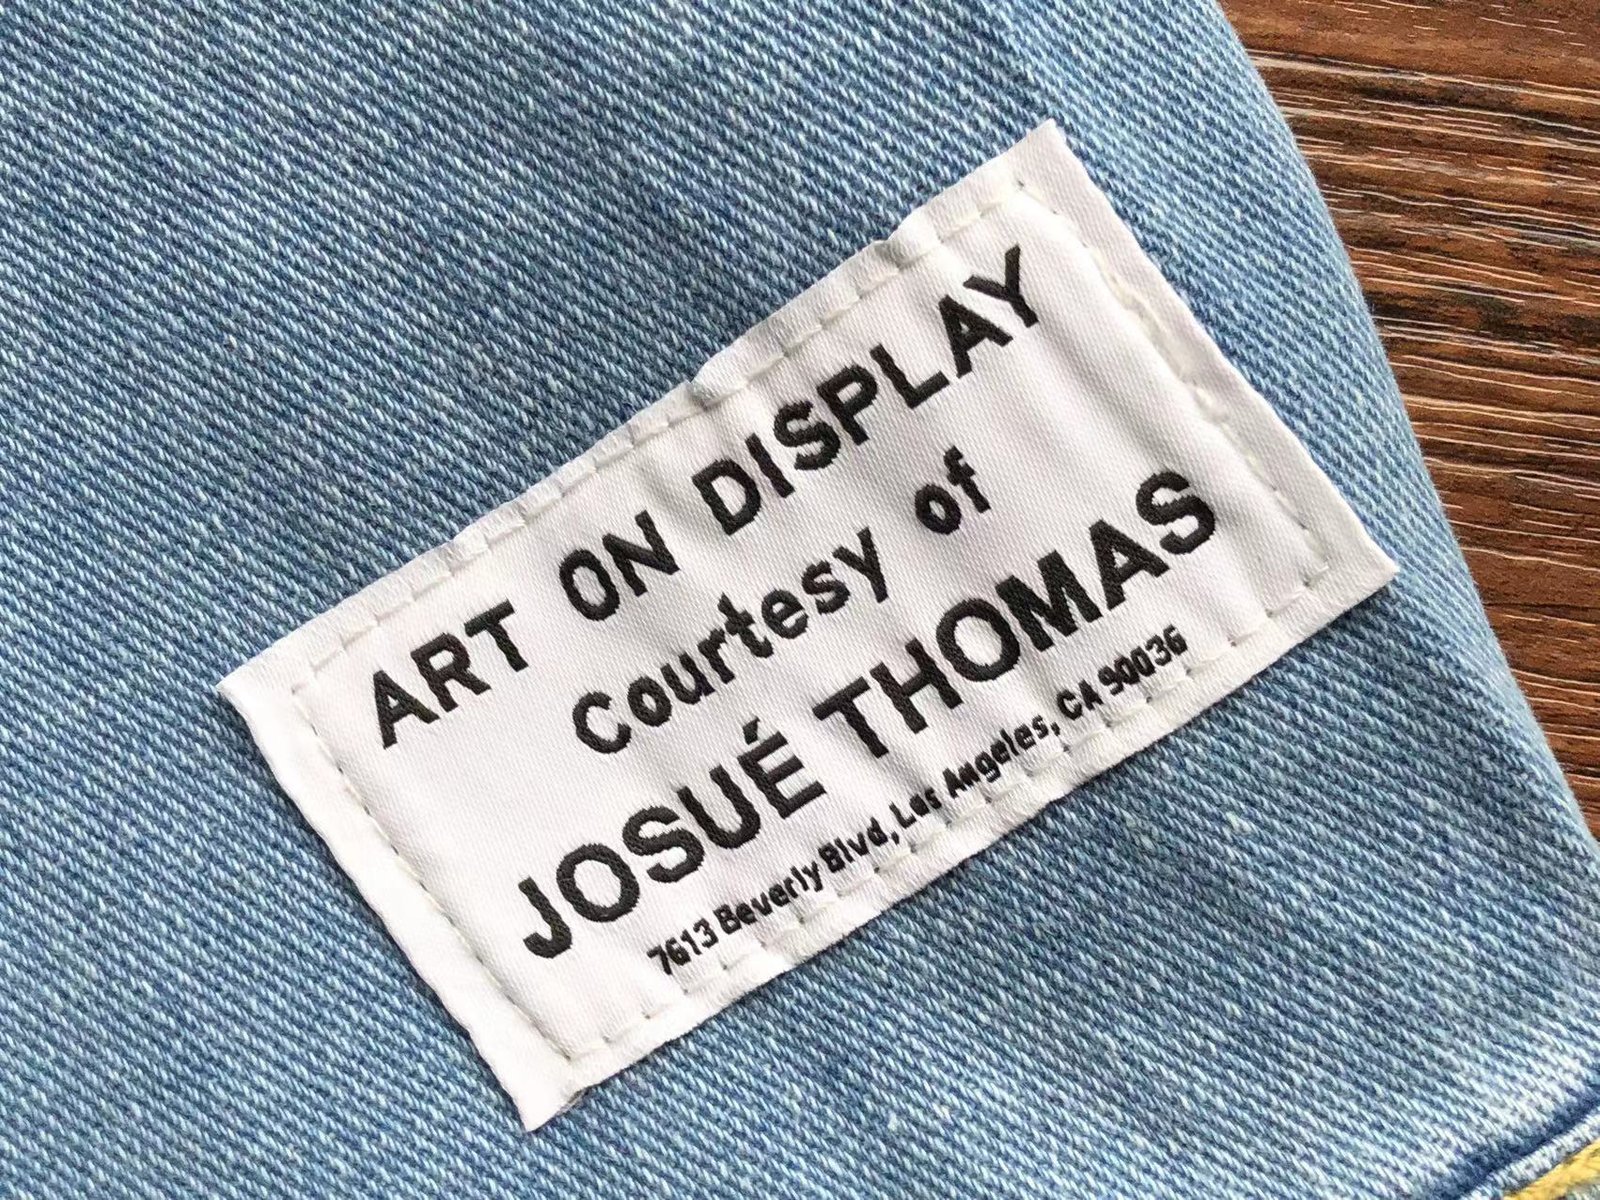 ART ON DISPLAY
Courtesy of
JOSUÉ THOMAS
7613 Beverly Blvd, Los Angeles, CA 90036